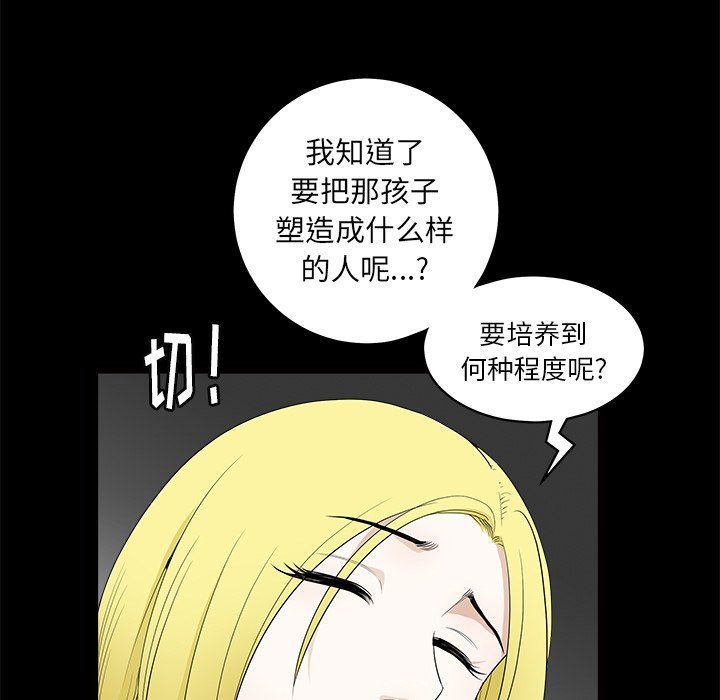 我知道了
要把那孩子
塑造成什么样
的人呢...?
要培养到
何种程度呢?
切!